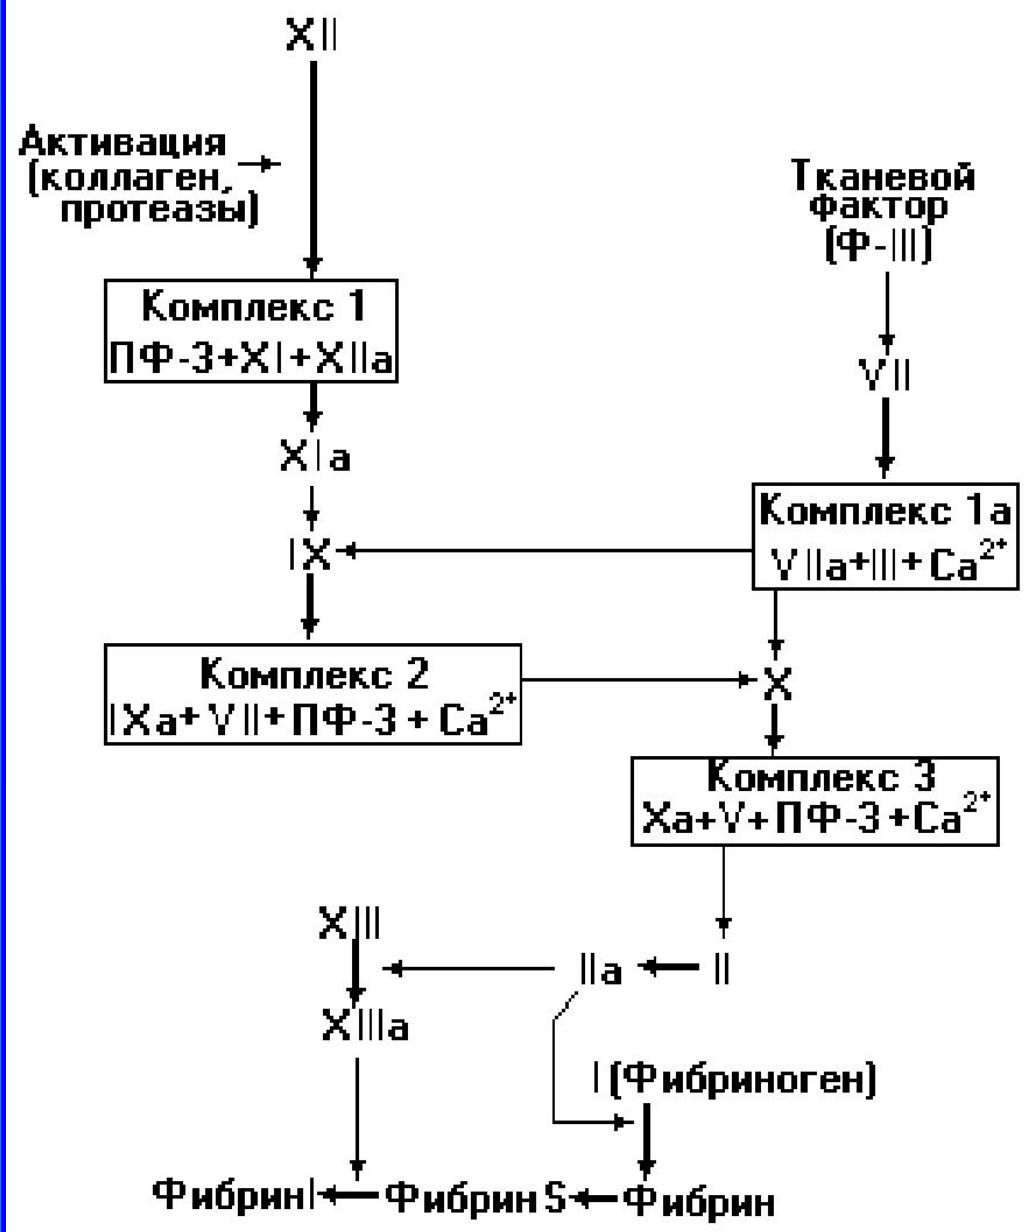 XII
Активация
(коллаген,
протеазы)
Тканевой
фактор
(Ф-III)
Комплекс 1
ПФ-3+XI+XIIa
VII
XIa
Комплекс 1a
VIIa+III+Ca2+
IX
Комплекс 2
IXa+VII+ПФ-3+Ca2+
X
Комплекс 3
Xa+V+ПФ-3+Ca2+
XIII
IIa
II
XIIIa
I (Фибриноген)
ФибринI
Фибрин S
Фибрин